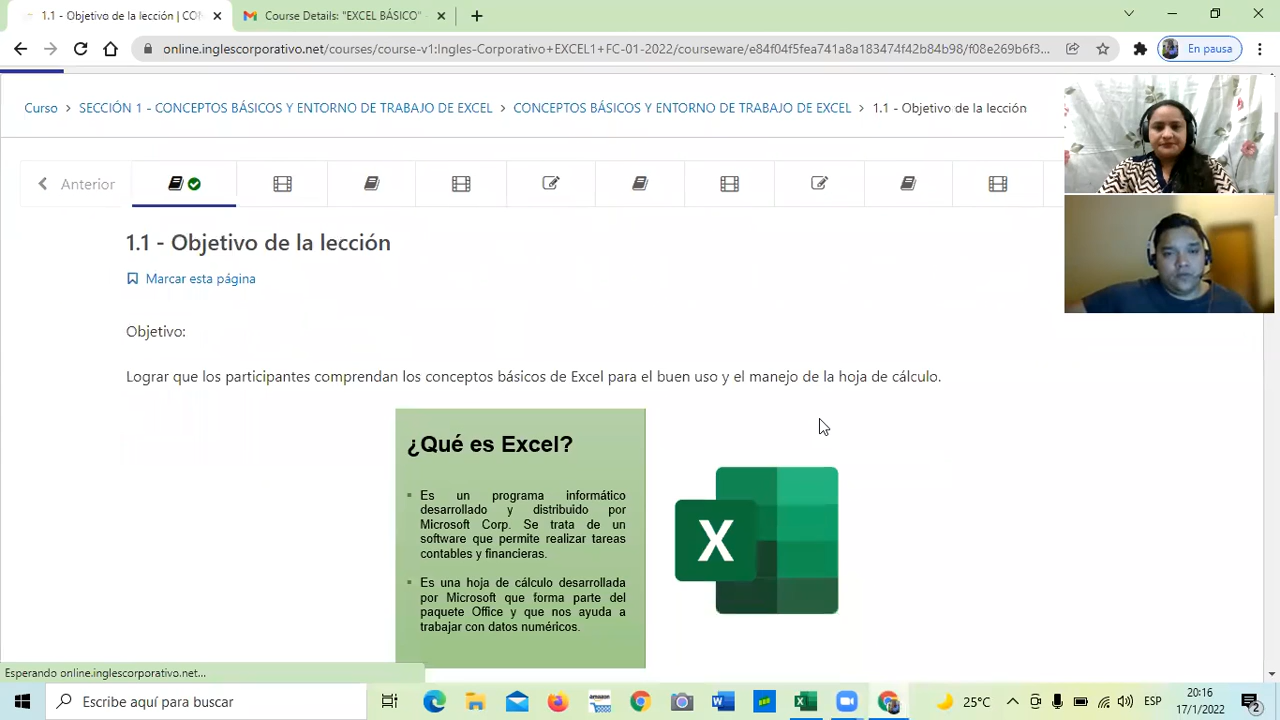 1.1 - Objetivo de la lección | CON
Course Details: "EXCEL BÁSICO"
online.inglescorporativo.net/courses/course-v1:Ingles-Corporativo+EXCEL1+FC-01-2022/courseware/e84f04f5fea741a8a183474f42b84b98/f08e269b6f3...
En pausa
Curso > SECCIÓN 1 - CONCEPTOS BÁSICOS Y ENTORNO DE TRABAJO DE EXCEL > CONCEPTOS BÁSICOS Y ENTORNO DE TRABAJO DE EXCEL > 1.1 - Objetivo de la lección
Anterior
1.1 - Objetivo de la lección
Marcar esta página
Objetivo:
Lograr que los participantes comprendan los conceptos básicos de Excel para el buen uso y el manejo de la hoja de cálculo.
¿Qué es Excel?
Es un programa informático
desarrollado y distribuido por
Microsoft Corp. Se trata de un
software que permite realizar tareas
contables y financieras.
Es una hoja de cálculo desarrollada
por Microsoft que forma parte del
paquete Office y que nos ayuda a
trabajar con datos numéricos.
X
Esperando online.inglescorporativo.net...
Escribe aquí para buscar
amazon
25°C
ESP
20:16
17/1/2022
2